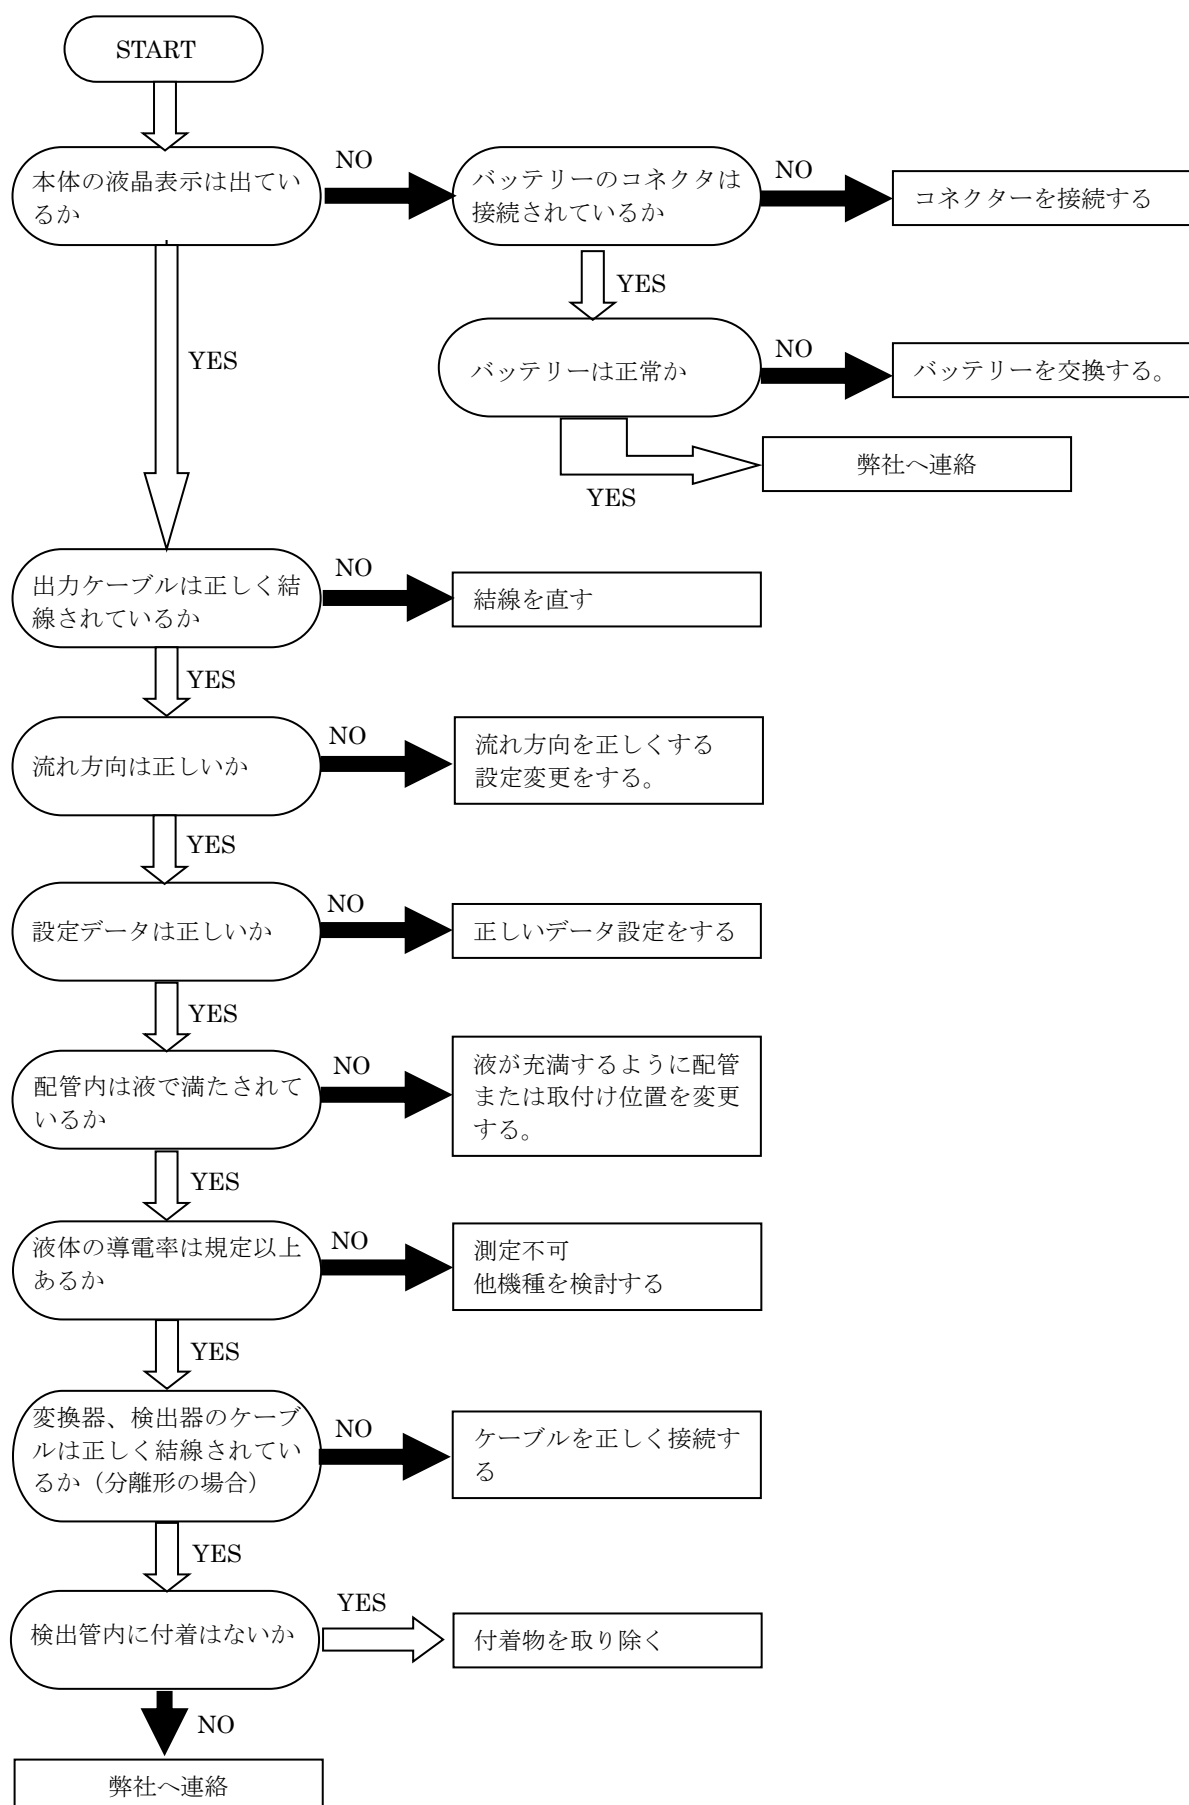 START
本体の液晶表示は出てい
るか
NO
バッテリーのコネクタは
接続されているか
NO
コネクターを接続する
YES
バッテリーは正常か
NO
バッテリーを交換する。
YES
弊社へ連絡
YES
出力ケーブルは正しく結
線されているか
NO
結線を直す
YES
流れ方向は正しいか
NO
流れ方向を正しくする
設定変更をする。
YES
設定データは正しいか
NO
正しいデータ設定をする
YES
配管内は液で満たされて
いるか
NO
液が充満するように配管
または取付け位置を変更
する。
YES
液体の導電率は規定以上
あるか
NO
測定不可
他機種を検討する
YES
変換器、検出器のケーブ
ルは正しく結線されてい
るか（分離形の場合）
NO
ケーブルを正しく接続す
る
YES
検出管内に付着はないか
YES
付着物を取り除く
NO
弊社へ連絡